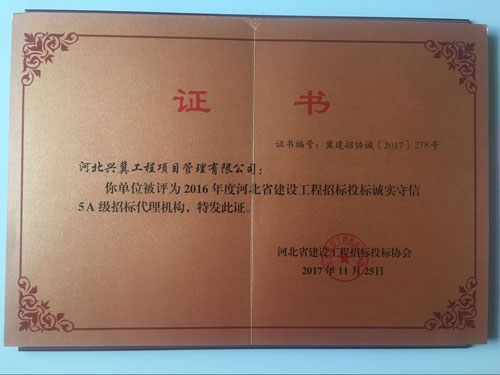 证 书
证书编号：冀建招协诚［2017］278号
河北兴冀工程项目管理有限公司：
你单位被评为2016年度河北省建设工程招标投标诚实守信
5A级招标代理机构，特发此证。
河北省建设工程招标投标协会
2017年11月25日